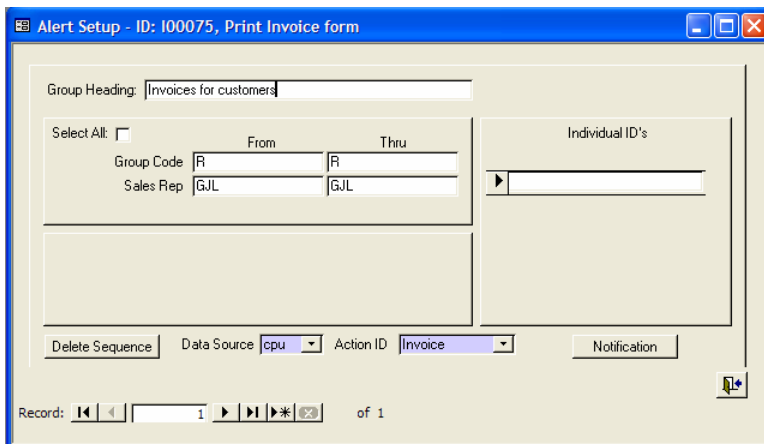 Alert Setup - ID: I00075, Print Invoice form
Group Heading: Invoices for customers
Select All:
From Thru
Individual ID's
Group Code R R
Sales Rep GJL GJL
Delete Sequence Data Source cpu Action ID Invoice Notification
Record: 1 of 1